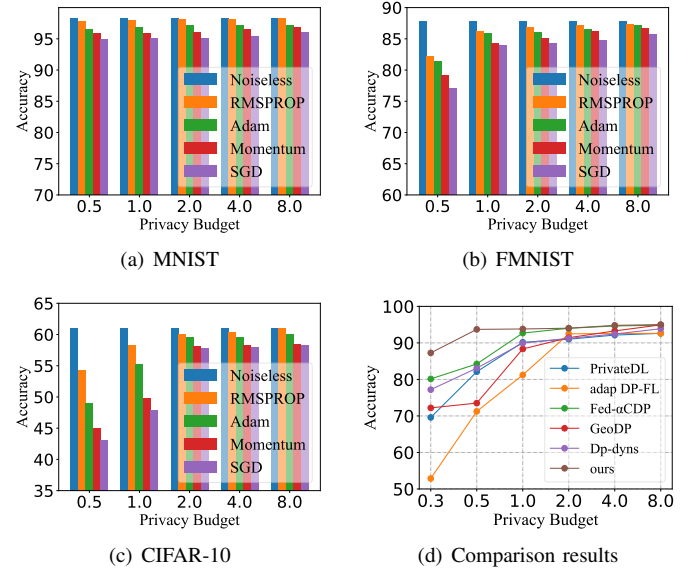 95
90
85
80
75
70
Accuracy
0.5 1.0 2.0 4.0 8.0
Privacy Budget
Noiseless
RMSPROP
Adam
Momentum
SGD
(a) MNIST
90
85
80
75
70
65
60
Accuracy
0.5 1.0 2.0 4.0 8.0
Privacy Budget
Noiseless
RMSPROP
Adam
Momentum
SGD
(b) FMNIST
65
60
55
50
45
40
35
Accuracy
0.5 1.0 2.0 4.0 8.0
Privacy Budget
Noiseless
RMSPROP
Adam
Momentum
SGD
(c) CIFAR-10
100
90
80
70
60
50
Accuracy
0.3 0.5 1.0 2.0 4.0 8.0
Privacy Budget
PrivateDL
adap DP-FL
Fed-αCDP
GeoDP
Dp-dyns
ours
(d) Comparison results